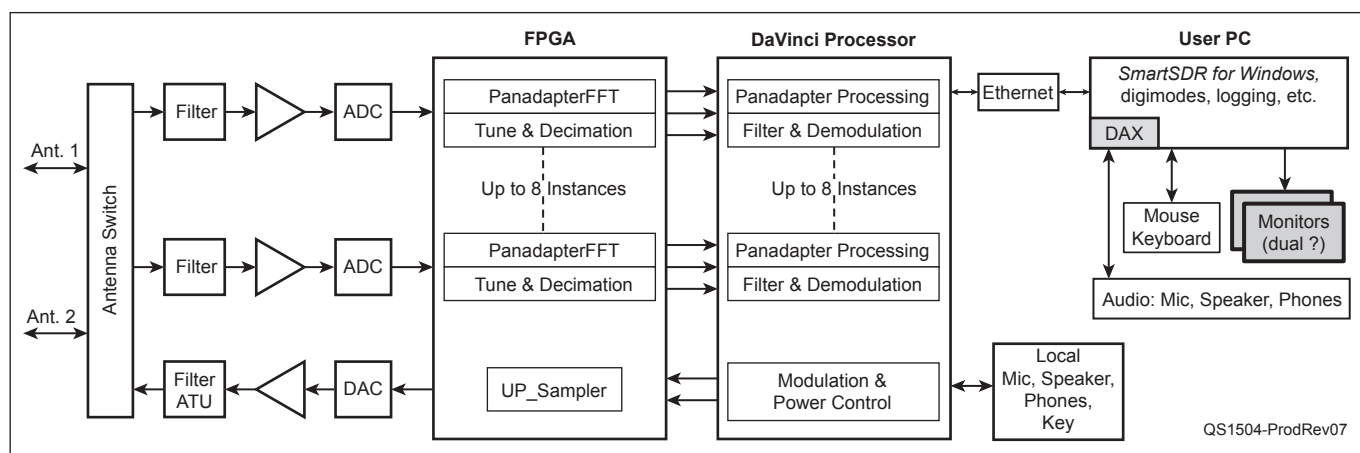 FPGA
DaVinci Processor
User PC
Ant. 1
Ant. 2
Antenna Switch
Filter
ADC
PanadapterFFT
Tune & Decimation
Up to 8 Instances
Filter
ADC
PanadapterFFT
Tune & Decimation
Filter
ATU
DAC
UP_Sampler
Panadapter Processing
Filter & Demodulation
Up to 8 Instances
Panadapter Processing
Filter & Demodulation
Modulation &
Power Control
Ethernet
SmartSDR for Windows,
digimodes, logging, etc.
DAX
Mouse
Keyboard
Monitors
(dual ?)
Audio: Mic, Speaker, Phones
Local
Mic, Speaker,
Phones,
Key
QS1504-ProdRev07